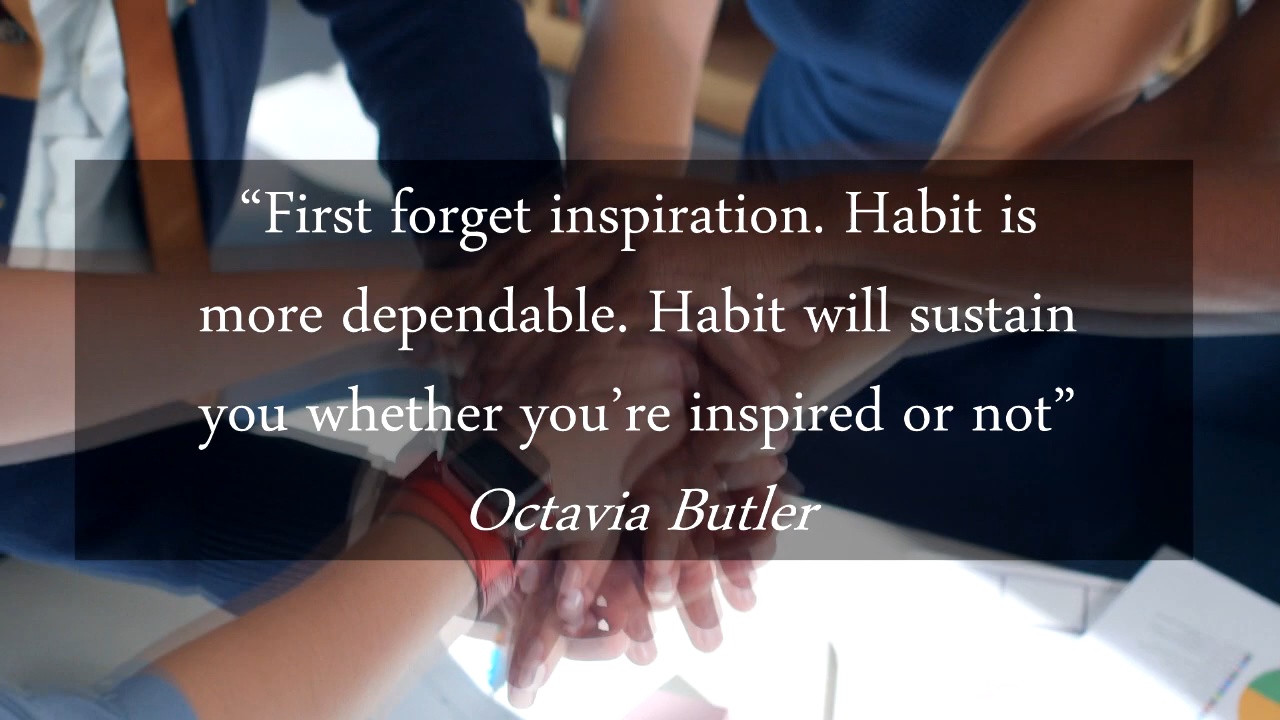 “First forget inspiration. Habit is
more dependable. Habit will sustain
you whether you’re inspired or not”
Octavia Butler